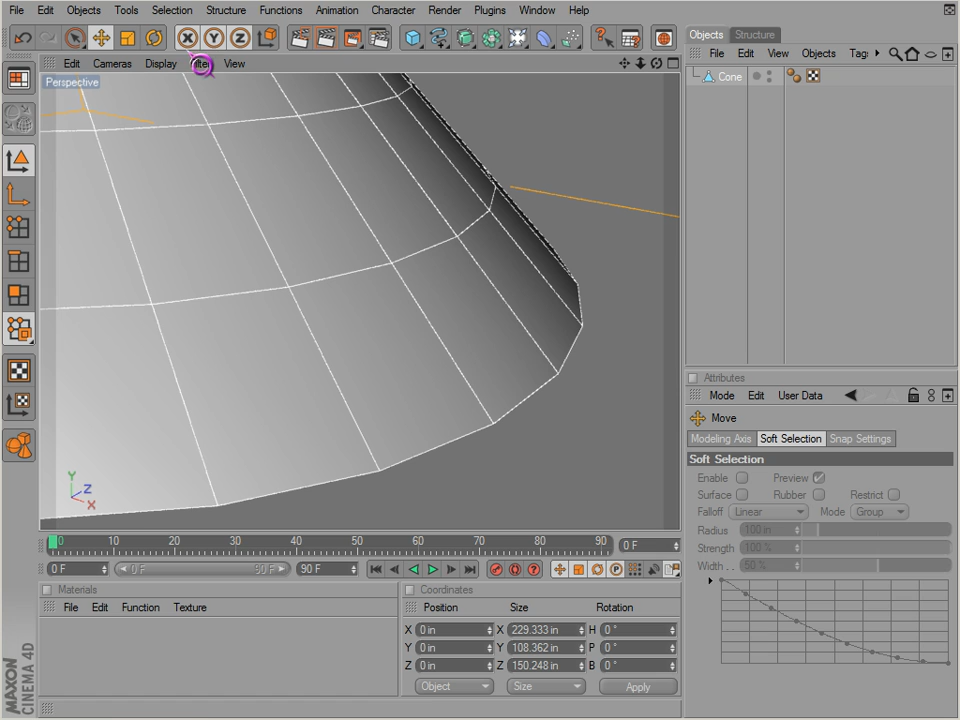 File Edit Objects Tools Selection Structure Functions Animation Character Render Plugins Window Help
X Y Z
Edit Cameras Display Filter View
Perspective
Y
Z
X
0 10 20 30 40 50 60 70 80 90 0 F
0 F 0 F 90 F 90 F
Materials
File Edit Function Texture
Coordinates
Position Size Rotation
X 0 in X 229.333 in H 0 °
Y 0 in Y 108.362 in P 0 °
Z 0 in Z 150.248 in B 0 °
Object Size Apply
Objects Structure
File Edit View Objects Tag
Cone
Attributes
Mode Edit User Data
Move
Modeling Axis Soft Selection Snap Settings
Soft Selection
Enable Preview
Surface Rubber Restrict
Falloff Linear Mode Group
Radius 100 in
Strength 100 %
Width . . 50 %
MAXON
CINEMA 4D